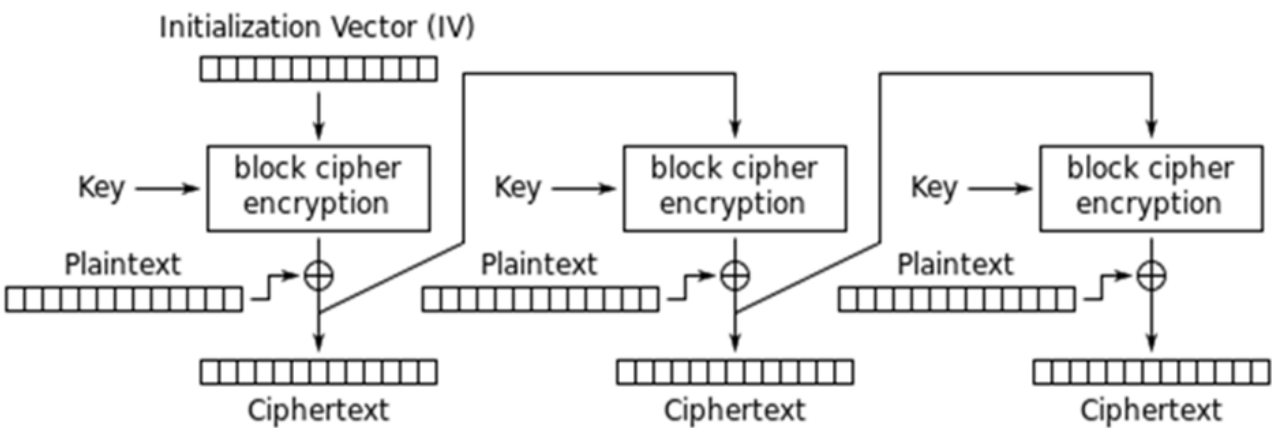 Initialization Vector (IV)
Key
block cipher
encryption
Key
block cipher
encryption
Key
block cipher
encryption
Plaintext
Plaintext
Plaintext
Ciphertext
Ciphertext
Ciphertext